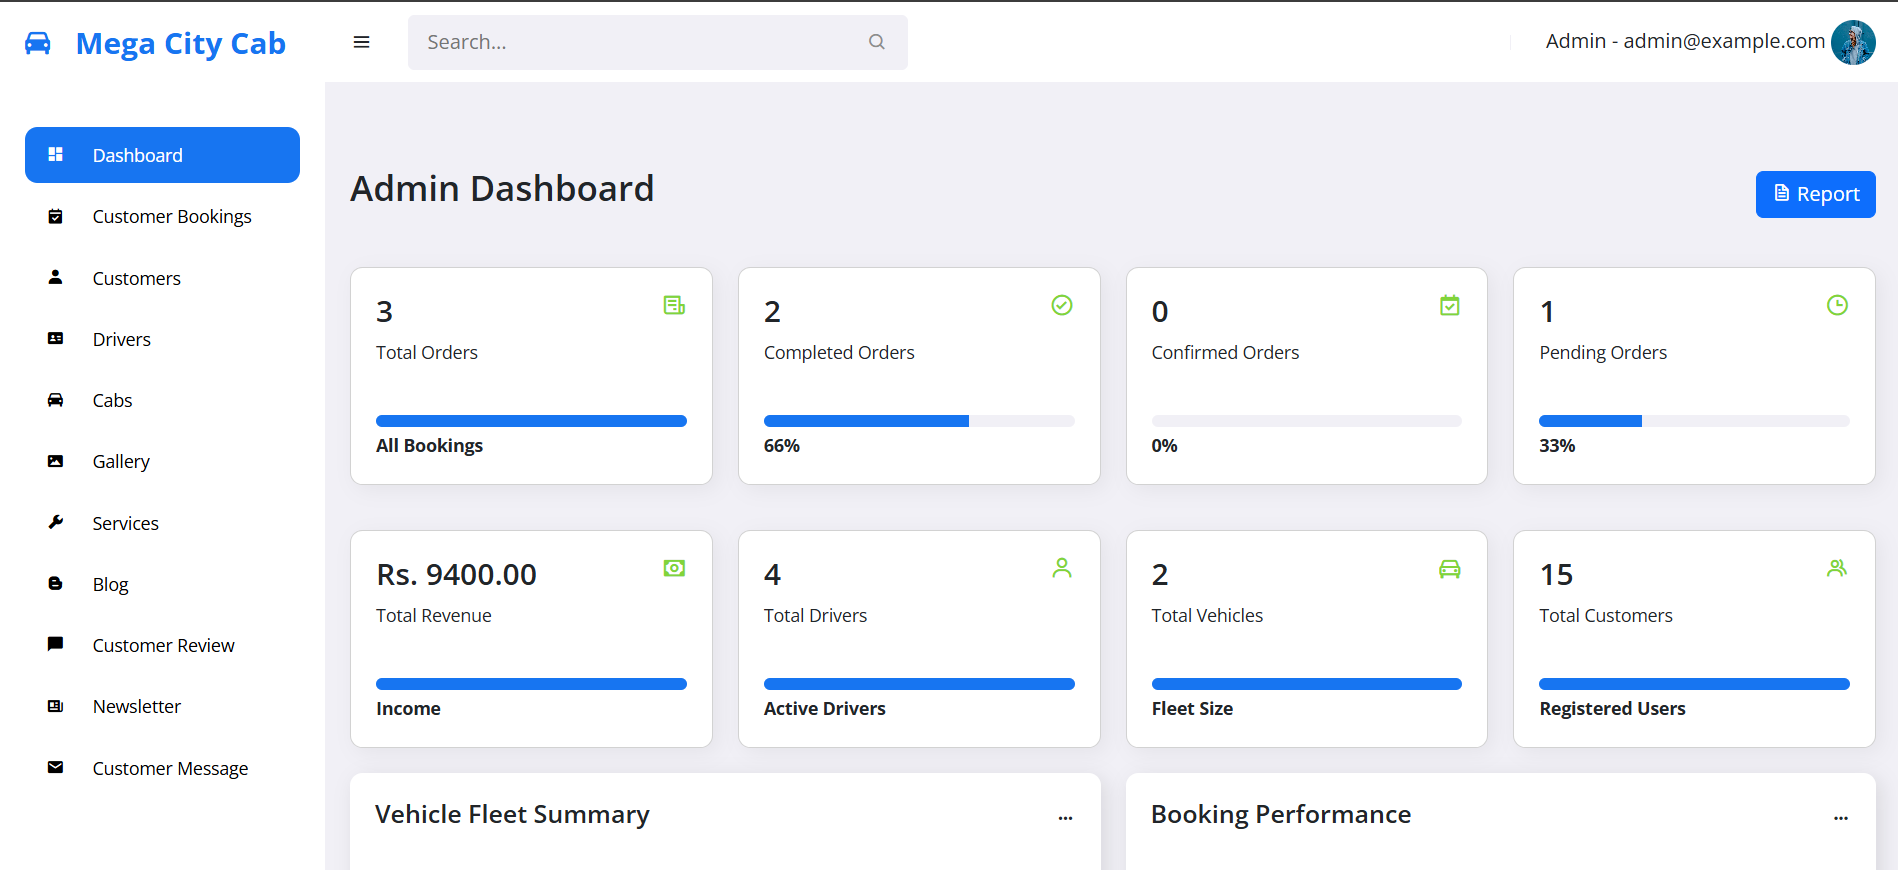 Mega City Cab
Search...
Admin - admin@example.com
Dashboard
Customer Bookings
Customers
Drivers
Cabs
Gallery
Services
Blog
Customer Review
Newsletter
Customer Message
Admin Dashboard
Report
3
Total Orders
All Bookings
2
Completed Orders
66%
0
Confirmed Orders
0%
1
Pending Orders
33%
Rs. 9400.00
Total Revenue
Income
4
Total Drivers
Active Drivers
2
Total Vehicles
Fleet Size
15
Total Customers
Registered Users
Vehicle Fleet Summary
...
Booking Performance
...